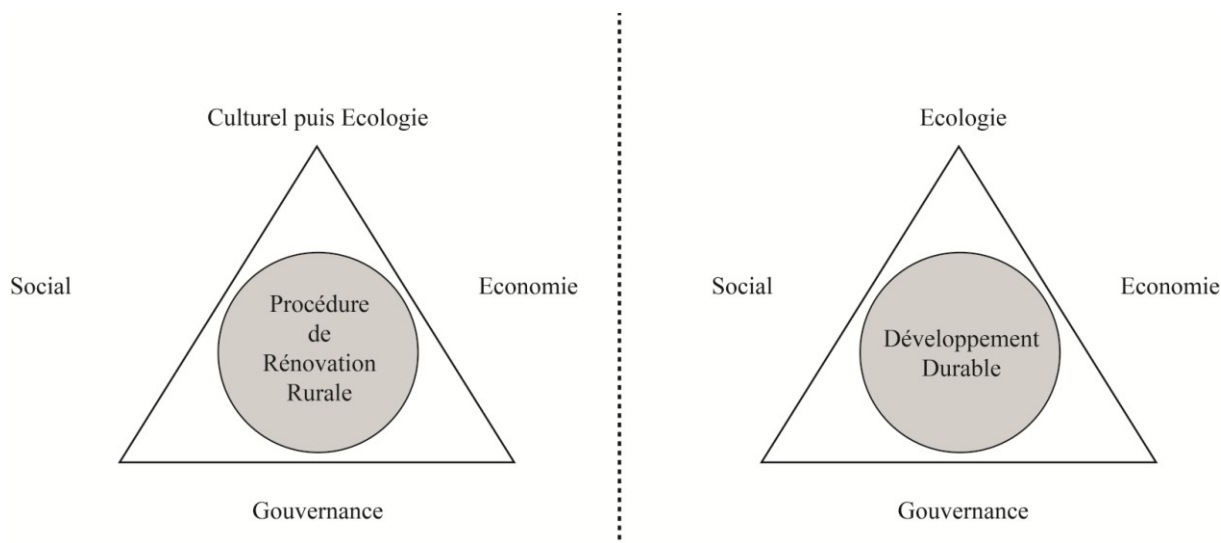 Culturel puis Ecologie
Social
Economie
Procédure
de
Rénovation
Rurale
Gouvernance
Ecologie
Social
Economie
Développement
Durable
Gouvernance